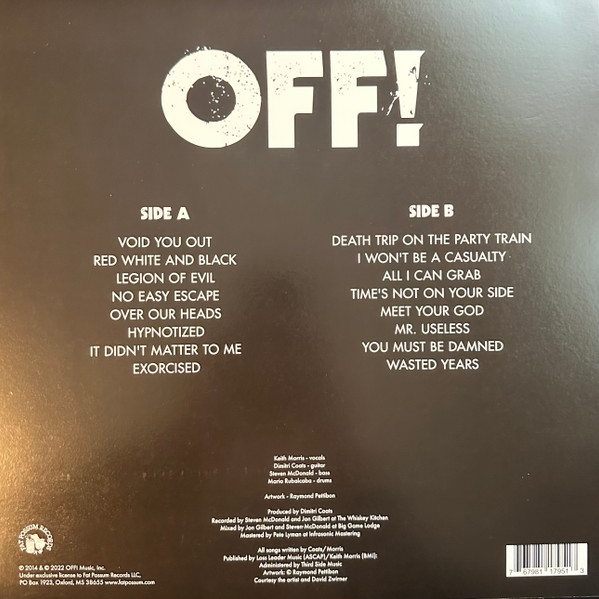 OFF!
SIDE A
VOID YOU OUT
RED WHITE AND BLACK
LEGION OF EVIL
NO EASY ESCAPE
OVER OUR HEADS
HYPNOTIZED
IT DIDN'T MATTER TO ME
EXORCISED
SIDE B
DEATH TRIP ON THE PARTY TRAIN
I WON'T BE A CASUALTY
ALL I CAN GRAB
TIME'S NOT ON YOUR SIDE
MEET YOUR GOD
MR. USELESS
YOU MUST BE DAMNED
WASTED YEARS
Keith Morris - vocals
Dimitri Coats - guitar
Steven McDonald - bass
Mario Rubalcaba - drums
Artwork - Raymond Pettibon
Produced by Dimitri Coats
Recorded by Steven McDonald and Jon Gilbert at The Whiskey Kitchen
Mixed by Jon Gilbert and Steven McDonald at Big Game Lodge
Mastered by Pete Lyman at Infrasonic Mastering
All songs written by Coats/Morris
Published by Loss Leader Music (ASCAP)/Keith Morris (BMI):
Administered by Third Side Music
Artwork: © Raymond Pettibon
Courtesy the artist and David Zwirner
FAT POSSUM RECORDS
℗ 2014 & © 2022 OFF! Music, Inc.
Under exclusive license to Fat Possum Records LLC,
PO Box 1923, Oxford, MS 38655 www.fatpossum.com
7 67981 17951 3